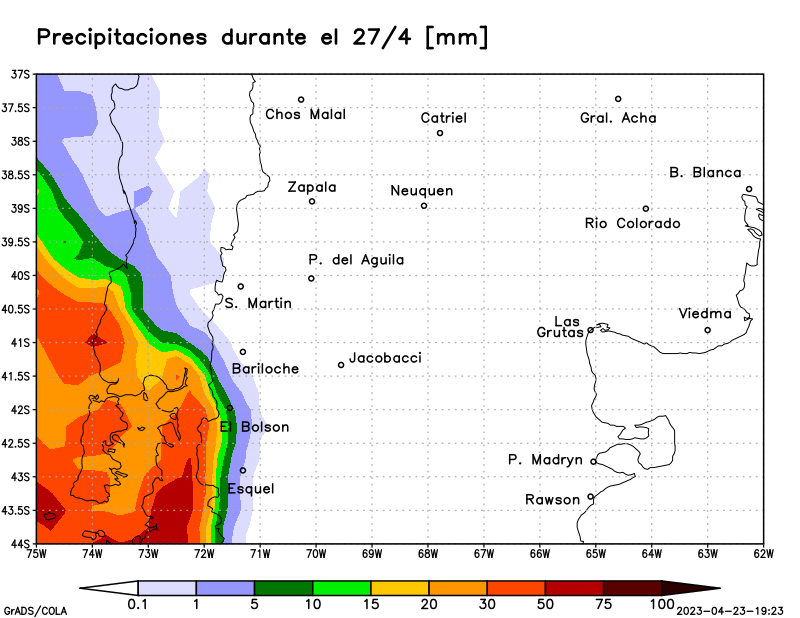 Precipitaciones durante el 27/4 [mm]
37S
37.5S
Chos Malal
Catriel
Gral. Acha
38S
38.5S
B. Blanca
Zapala
Neuquen
39S
Rio Colorado
39.5S
P. del Aguila
40S
S. Martin
40.5S
Las
Grutas
Viedma
41S
Bariloche
Jacobacci
41.5S
42S
El Bolson
42.5S
P. Madryn
43S
Esquel
Rawson
43.5S
44S
75W 74W 73W 72W 71W 70W 69W 68W 67W 66W 65W 64W 63W 62W
0.1 1 5 10 15 20 30 50 75 100
GrADS/COLA
2023-04-23-19:23